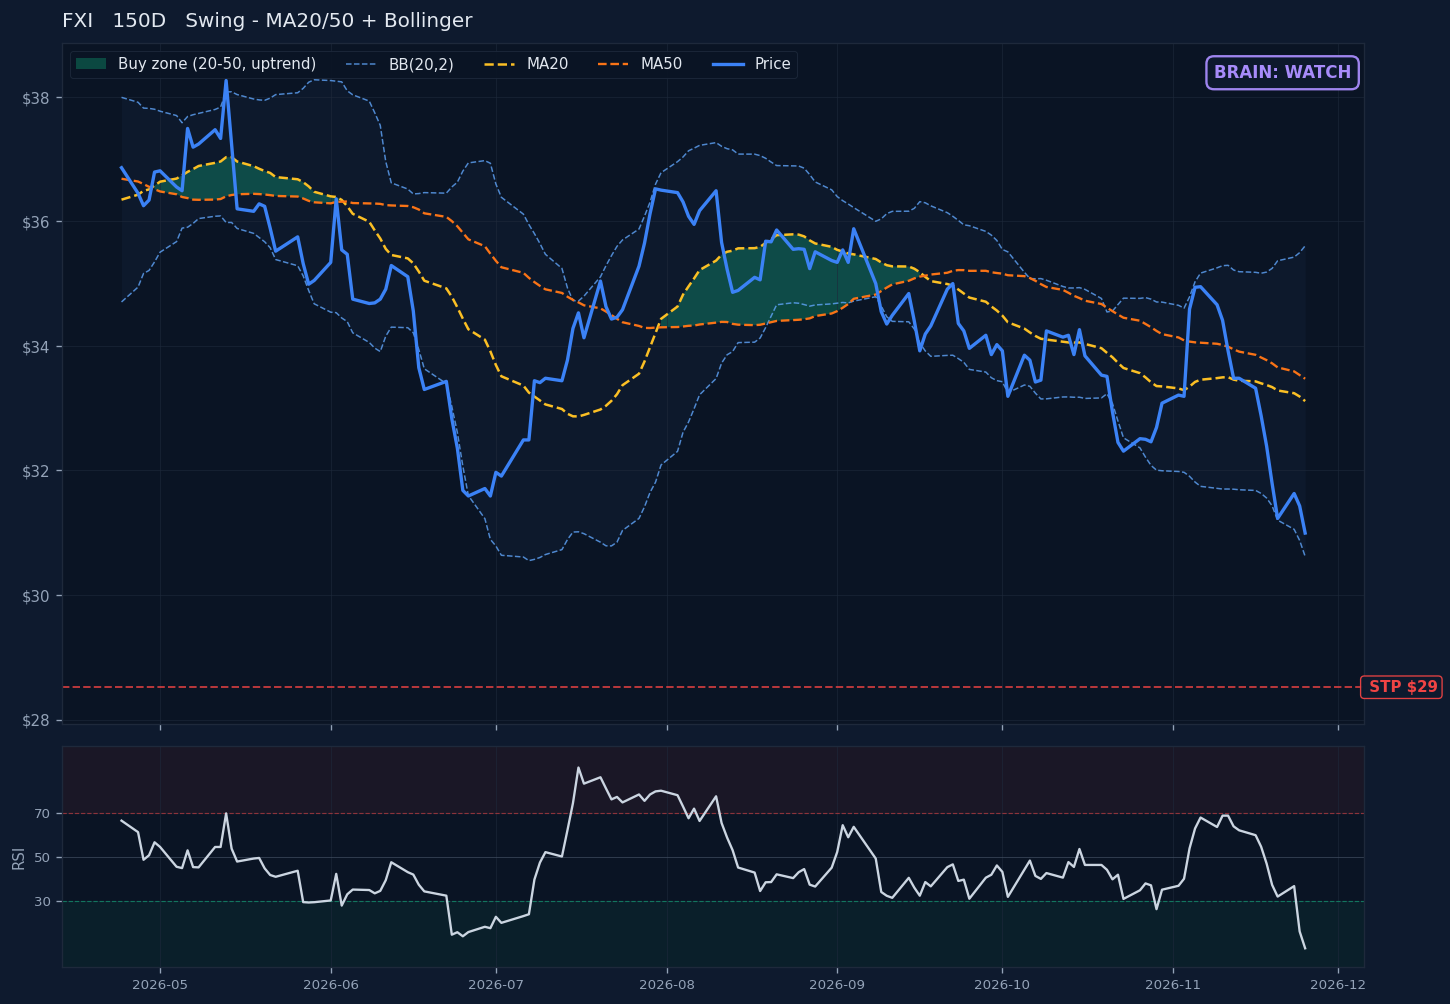 FXI 150D Swing - MA20/50 + Bollinger
Buy zone (20-50, uptrend) BB(20,2) MA20 MA50 Price
BRAIN: WATCH
$38
$36
$34
$32
$30
STP $29
$28
70
50
30
RSI
2026-05 2026-06 2026-07 2026-08 2026-09 2026-10 2026-11 2026-12